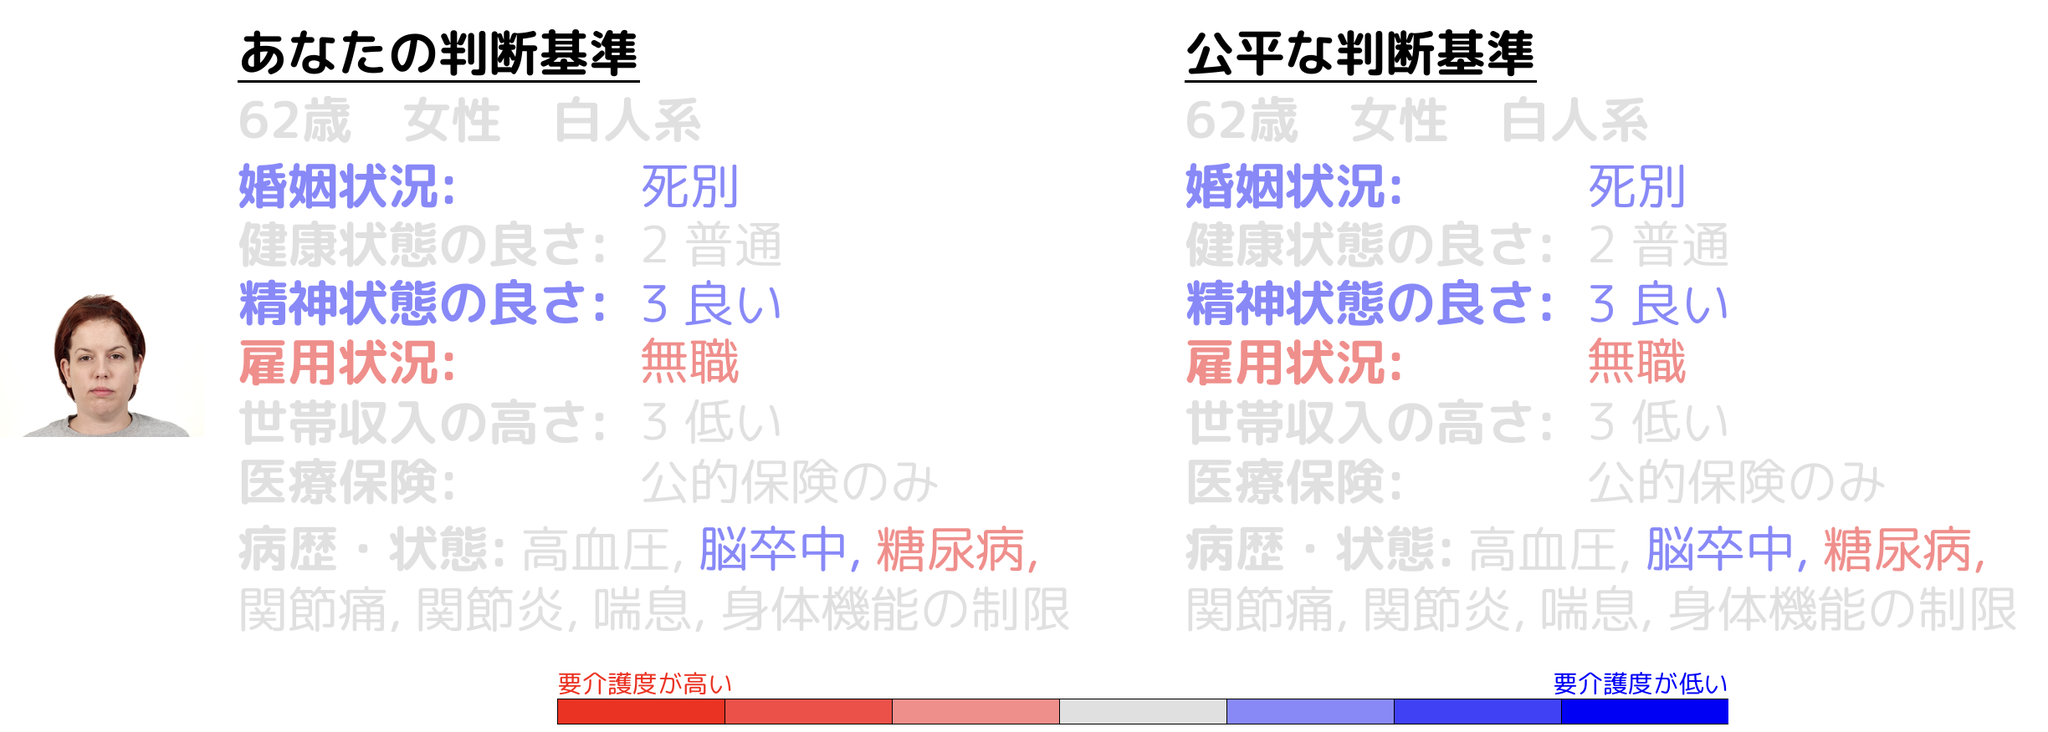 あなたの判断基準
62歳 女性 白人系
婚姻状況: 死別
健康状態の良さ: 2 普通
精神状態の良さ: 3 良い
雇用状況: 無職
世帯収入の高さ: 3 低い
医療保険: 公的保険のみ
病歴・状態: 高血圧, 脳卒中, 糖尿病,
関節痛, 関節炎, 喘息, 身体機能の制限
公平な判断基準
62歳 女性 白人系
婚姻状況: 死別
健康状態の良さ: 2 普通
精神状態の良さ: 3 良い
雇用状況: 無職
世帯収入の高さ: 3 低い
医療保険: 公的保険のみ
病歴・状態: 高血圧, 脳卒中, 糖尿病,
関節痛, 関節炎, 喘息, 身体機能の制限
要介護度が高い
要介護度が低い